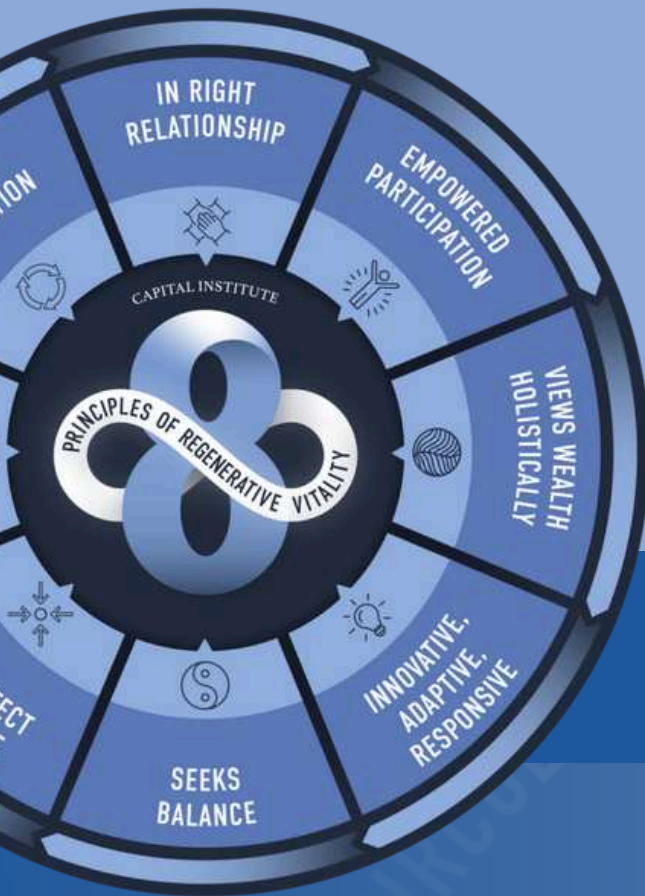 IN RIGHT
RELATIONSHIP
EMPOWERED
PARTICIPATION
VIEWS WEALTH
HOLISTICALLY
INNOVATIVE,
ADAPTIVE,
RESPONSIVE
SEEKS
BALANCE
CAPITAL INSTITUTE
8
PRINCIPLES OF REGENERATIVE VITALITY